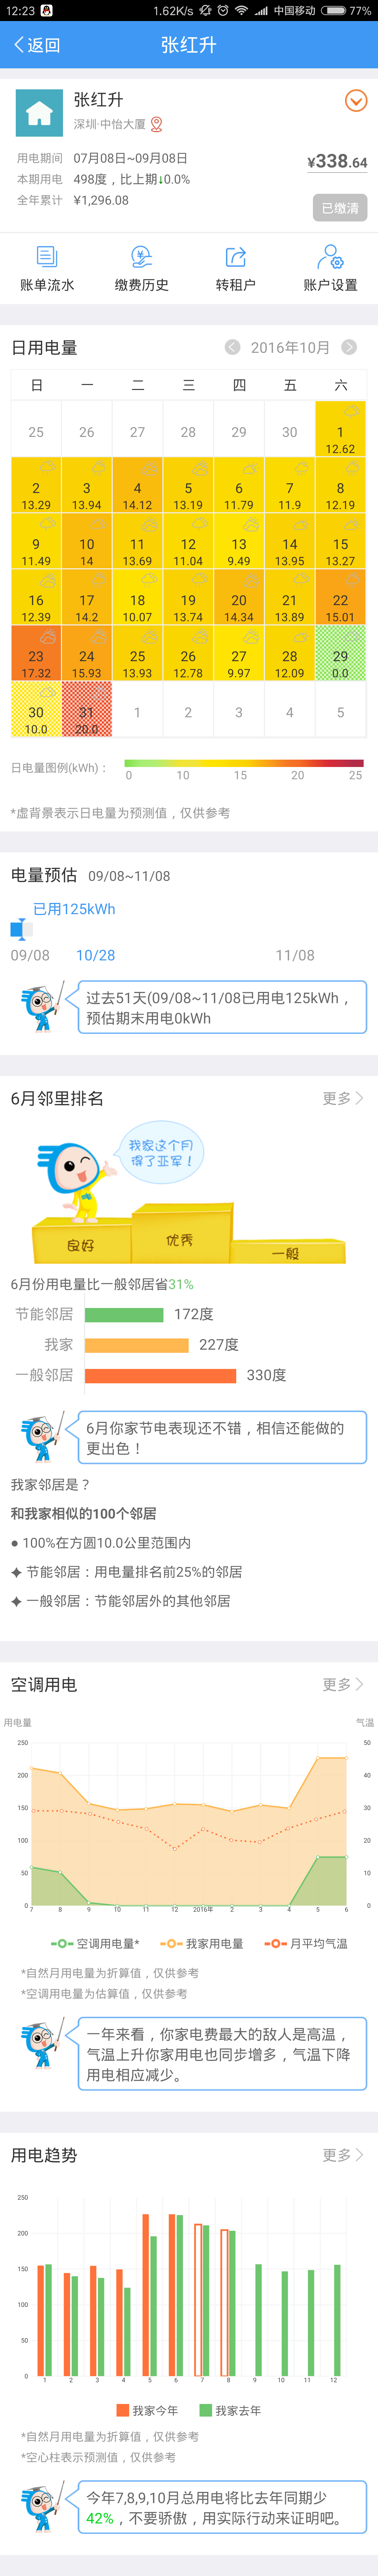 12:23 1.62K/s 中国移动 77%
返回 张红升
张红升
深圳·中怡大厦
用电期间 07月08日~09月08日
¥338.64
本期用电 498度，比上期↓0.0%
全年累计 ¥1,296.08
已缴清
账单流水 缴费历史 转租户 账户设置
日用电量 2016年10月
日 一 二 三 四 五 六
25 26 27 28 29 30 1
12.62
2 3 4 5 6 7 8
13.29 13.94 14.12 13.19 11.79 11.9 12.19
9 10 11 12 13 14 15
11.49 14 13.69 11.04 9.49 13.95 13.27
16 17 18 19 20 21 22
12.39 14.2 10.07 13.74 14.34 13.89 15.01
23 24 25 26 27 28 29
17.32 15.93 13.93 12.78 9.97 12.09 0.0
30 31 1 2 3 4 5
10.0 20.0
日电量图例(kWh)：
0 10 15 20 25
*虚背景表示日电量为预测值，仅供参考
电量预估 09/08~11/08
已用125kWh
09/08 10/28 11/08
过去51天(09/08~11/08已用电125kWh，
预估期末用电0kWh
6月邻里排名 更多
我家这个月
得了亚军！
良好 优秀 一般
6月份用电量比一般邻居省31%
节能邻居 172度
我家 227度
一般邻居 330度
6月你家节电表现还不错，相信还能做的
更出色！
我家邻居是？
和我家相似的100个邻居
● 100%在方圆10.0公里范围内
✦ 节能邻居：用电量排名前25%的邻居
✦ 一般邻居：节能邻居外的其他邻居
空调用电 更多
用电量 气温
250 50
200 40
150 30
100 20
50 10
0 0
7 8 9 10 11 12 2016年 2 3 4 5 6
空调用电量* 我家用电量 月平均气温
*自然月用电量为折算值，仅供参考
*空调用电量为估算值，仅供参考
一年来看，你家电费最大的敌人是高温，
气温上升你家用电也同步增多，气温下降
用电相应减少。
用电趋势 更多
250
200
150
100
50
0
1 2 3 4 5 6 7 8 9 10 11 12
我家今年 我家去年
*自然月用电量为折算值，仅供参考
*空心柱表示预测值，仅供参考
今年7,8,9,10月总用电将比去年同期少
42%，不要骄傲，用实际行动来证明吧。